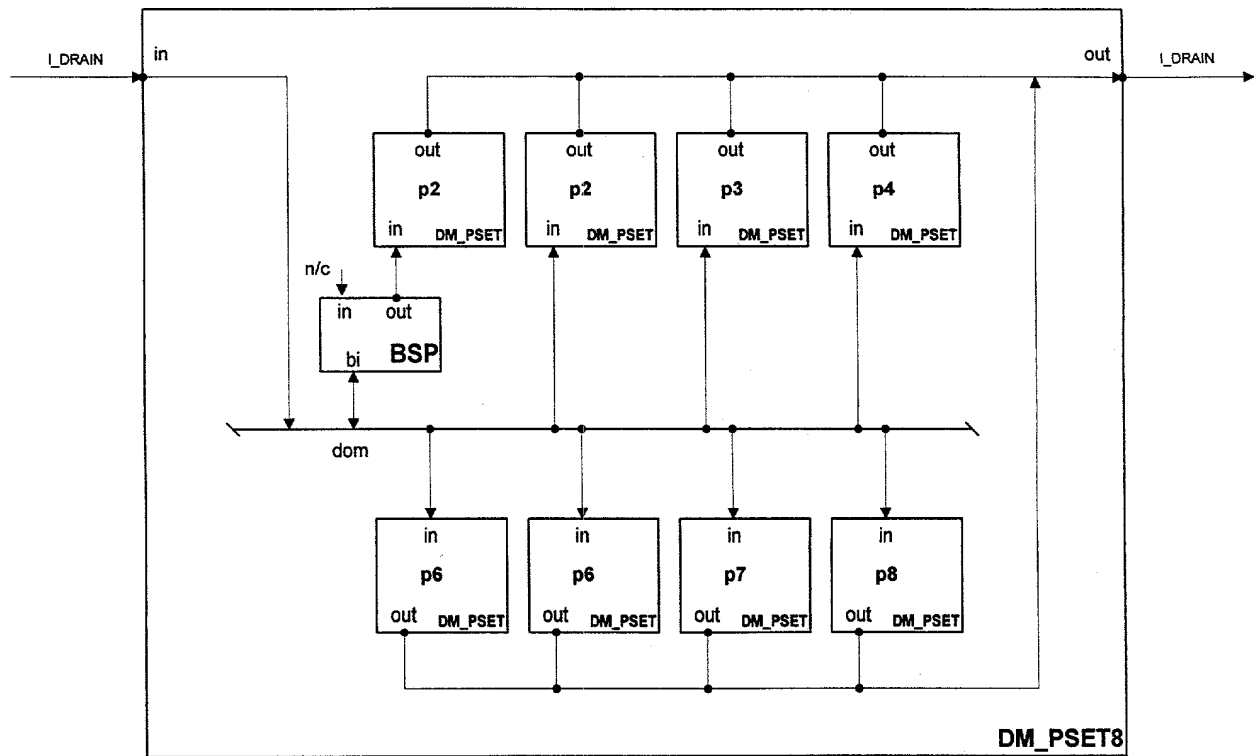 I_DRAIN in out I_DRAIN
out out out out
p2 p2 p3 p4
in DM_PSET in DM_PSET in DM_PSET in DM_PSET
n/c
in out
bi BSP
dom
in in in in
p6 p6 p7 p8
out DM_PSET out DM_PSET out DM_PSET out DM_PSET
DM_PSET8